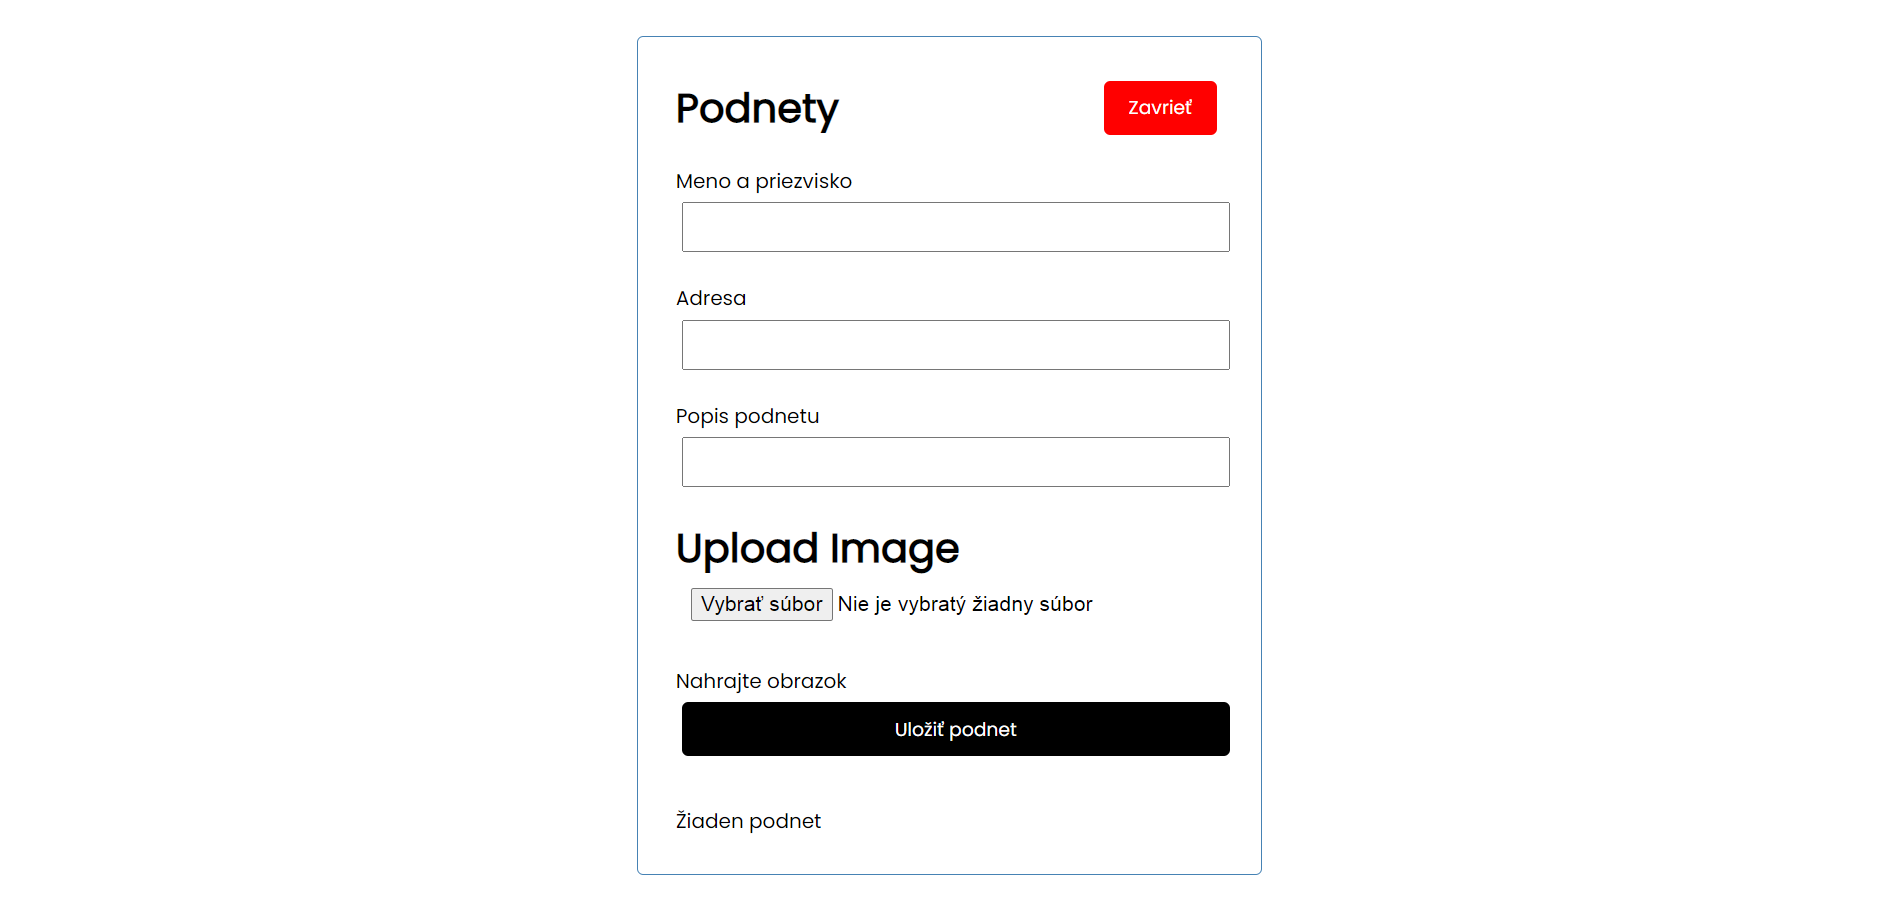 Podnety
Zavrieť
Meno a priezvisko
Adresa
Popis podnetu
Upload Image
Vybrať súbor Nie je vybratý žiadny súbor
Nahrajte obrazok
Uložiť podnet
Žiaden podnet